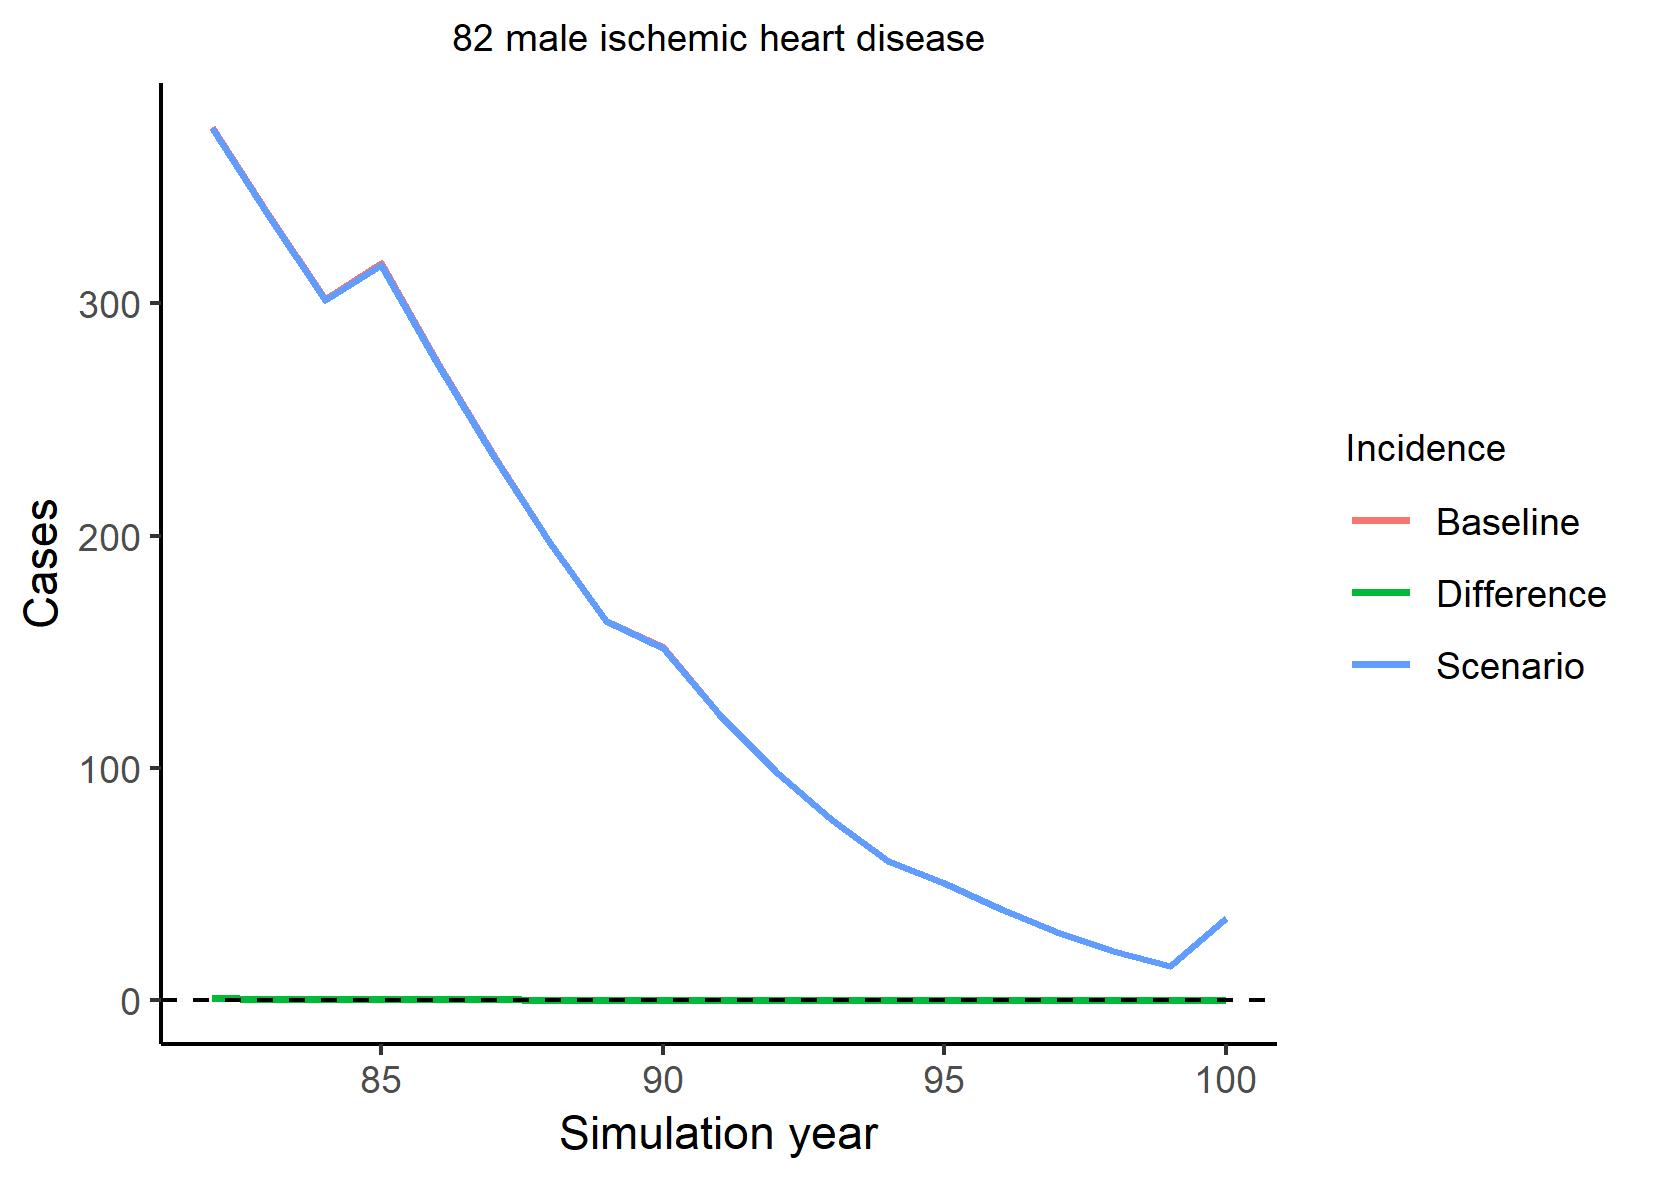 82 male ischemic heart disease
Cases
300
200
100
0
85 90 95 100
Simulation year
Incidence
Baseline
Difference
Scenario